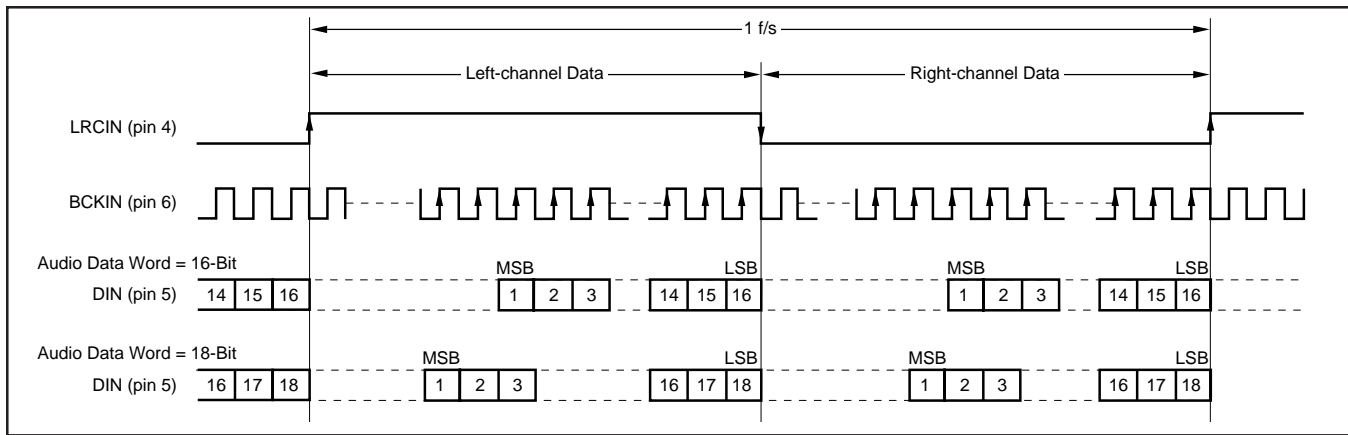 1 f/s
Left-channel Data Right-channel Data
LRCIN (pin 4)
BCKIN (pin 6)
Audio Data Word = 16-Bit
MSB LSB MSB LSB
DIN (pin 5) 14 15 16 1 2 3 14 15 16 1 2 3 14 15 16
Audio Data Word = 18-Bit
MSB LSB MSB LSB
DIN (pin 5) 16 17 18 1 2 3 16 17 18 1 2 3 16 17 18